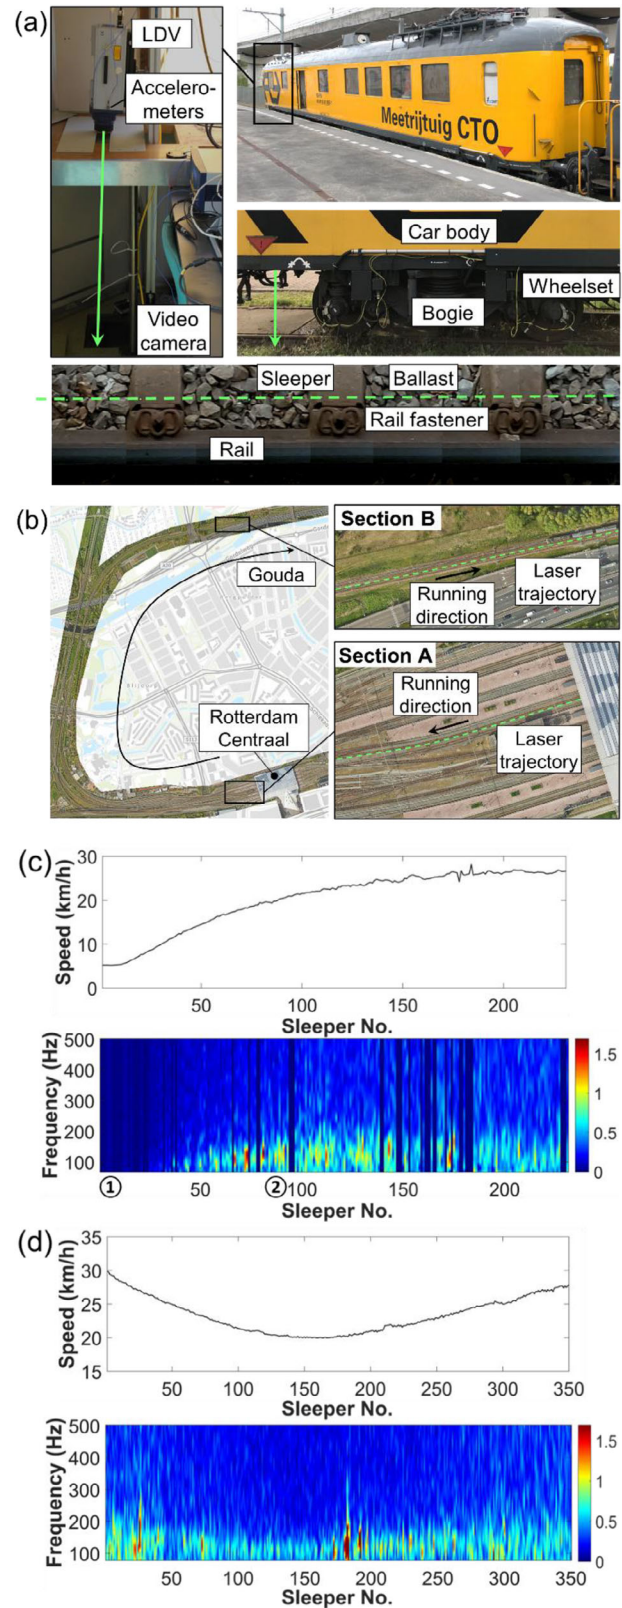 (a)
LDV
Accelero-
meters
Video
camera
Meetrijtuig CTO
Car body
Wheelset
Bogie
Sleeper
Ballast
Rail fastener
Rail
(b)
Gouda
Rotterdam
Centraal
Section B
Running
direction
Laser
trajectory
Section A
Running
direction
Laser
trajectory
(c)
Speed (km/h)
30
20
10
0
50
100
150
200
Sleeper No.
Frequency (Hz)
500
400
300
200
100
1.5
1
0.5
0
①
50
②
100
150
200
Sleeper No.
(d)
Speed (km/h)
35
30
25
20
15
50
100
150
200
250
300
350
Sleeper No.
Frequency (Hz)
500
400
300
200
100
1.5
1
0.5
0
50
100
150
200
250
300
350
Sleeper No.